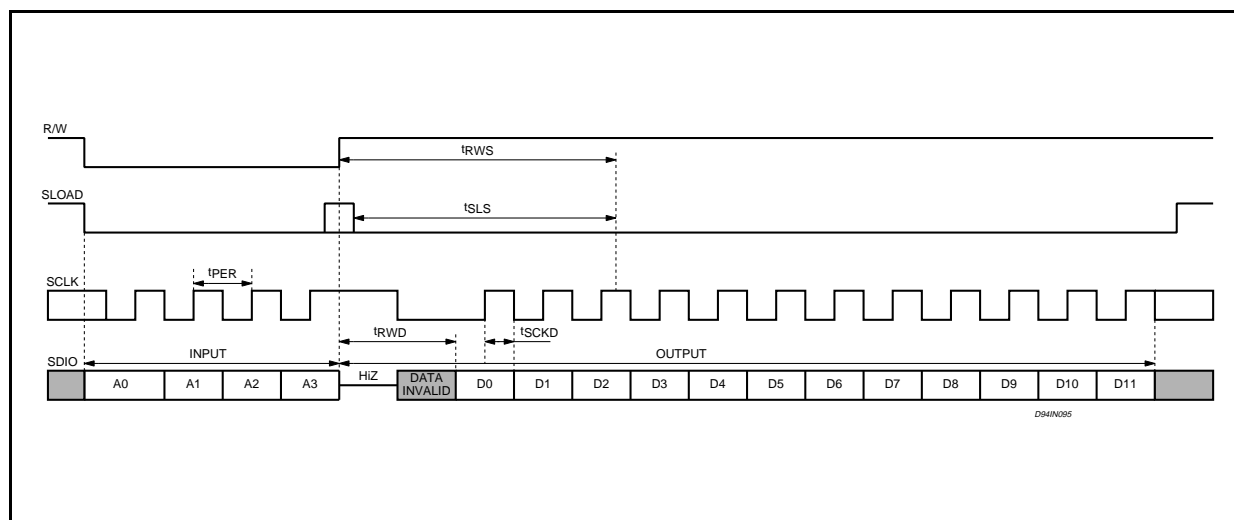 R/W
tRWS
SLOAD
tSLS
tPER
SCLK
tRWD
tSCKD
INPUT
OUTPUT
SDIO
A0 A1 A2 A3 HiZ DATA INVALID D0 D1 D2 D3 D4 D5 D6 D7 D8 D9 D10 D11
D94IN095